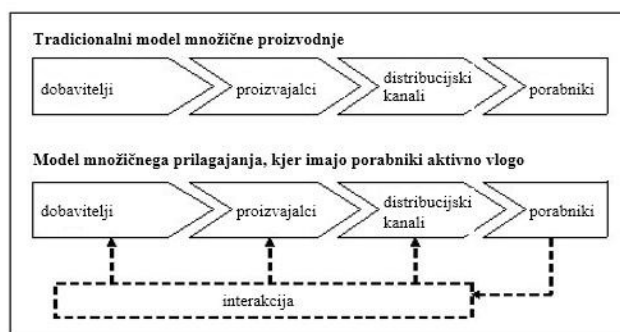 Tradicionalni model množične proizvodnje
dobavitelji
proizvajalci
distribucijski
kanali
porabniki
Model množičnega prilagajanja, kjer imajo porabniki aktivno vlogo
dobavitelji
proizvajalci
distribucijski
kanali
porabniki
interakcija